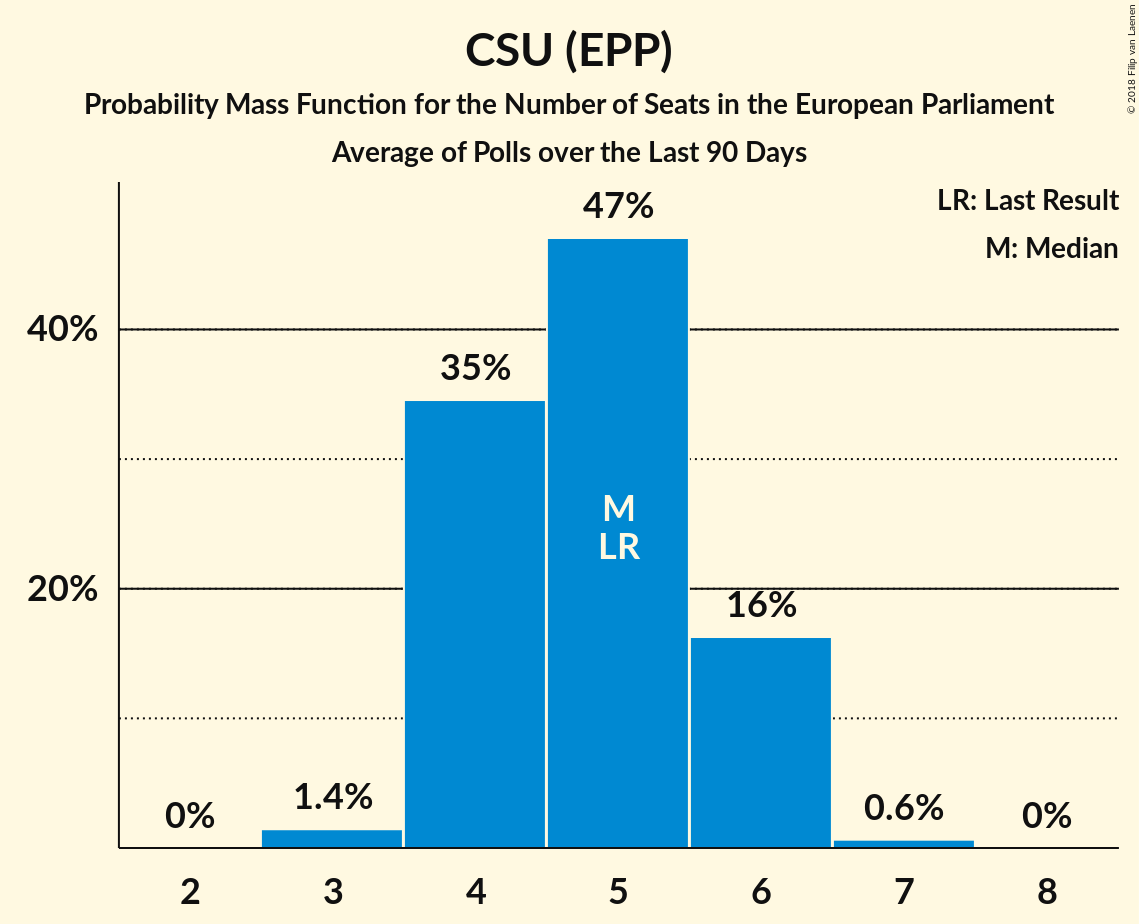 CSU (EPP)
Probability Mass Function for the Number of Seats in the European Parliament
Average of Polls over the Last 90 Days
© 2018 Filip van Laenen
LR: Last Result
M: Median
47%
40%
35%
M
LR
20%
16%
1.4%
0.6%
0%
0%
2 3 4 5 6 7 8